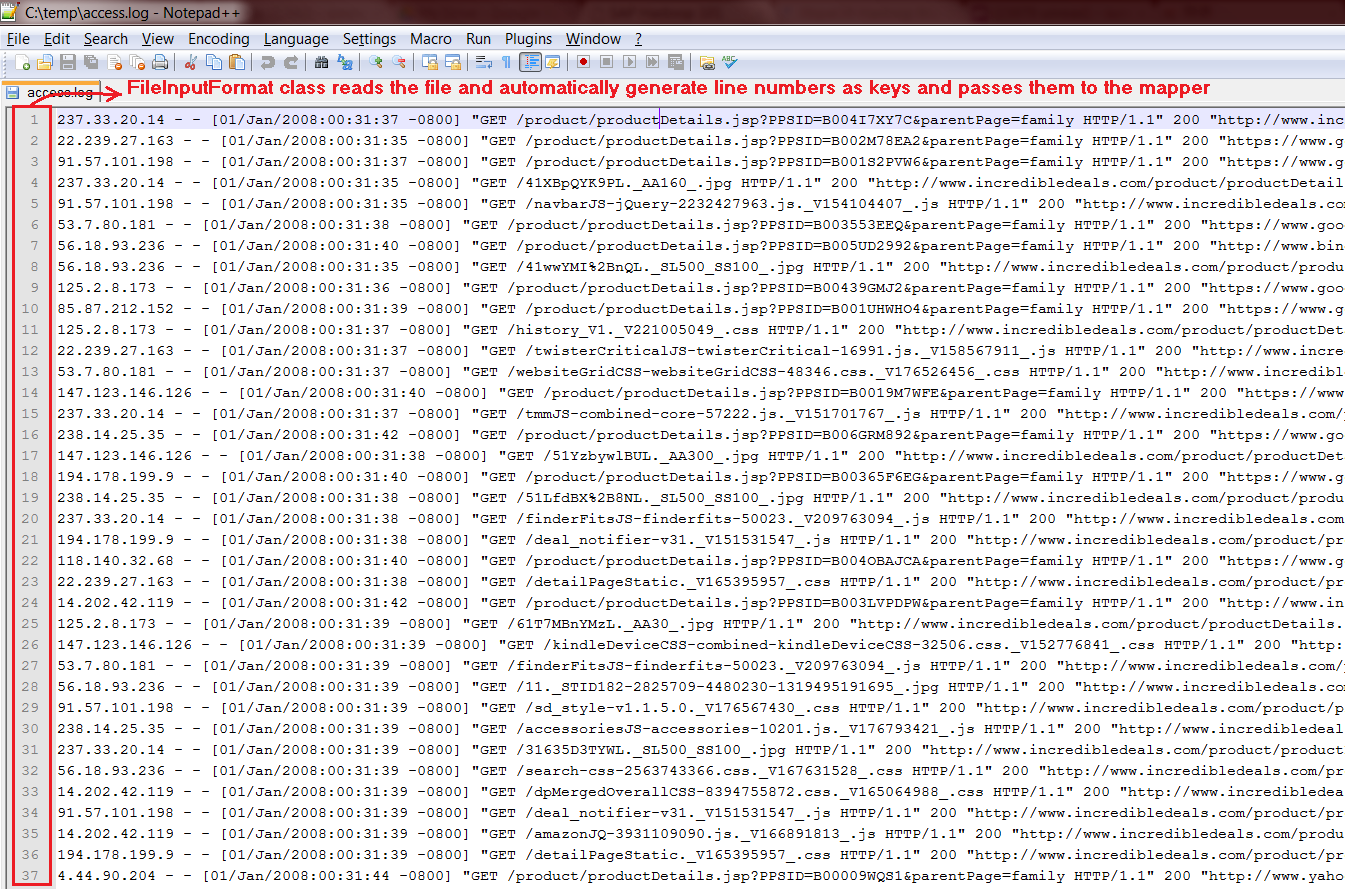 C:\temp\access.log - Notepad++
File Edit Search View Encoding Language Settings Macro Run Plugins Window ?
access.log FileInputFormat class reads the file and automatically generate line numbers as keys and passes them to the mapper
1 237.33.20.14 - - [01/Jan/2008:00:31:37 -0800] "GET /product/productDetails.jsp?PPSID=B004I7XY7C&parentPage=family HTTP/1.1" 200 "http://www.inc
2 22.239.27.163 - - [01/Jan/2008:00:31:35 -0800] "GET /product/productDetails.jsp?PPSID=B002M78EA2&parentPage=family HTTP/1.1" 200 "https://www.g
3 91.57.101.198 - - [01/Jan/2008:00:31:37 -0800] "GET /product/productDetails.jsp?PPSID=B001S2PVW6&parentPage=family HTTP/1.1" 200 "https://www.g
4 237.33.20.14 - - [01/Jan/2008:00:31:35 -0800] "GET /41XBpQYK9PL._AA160_.jpg HTTP/1.1" 200 "http://www.incredibledeals.com/product/productDetail
5 91.57.101.198 - - [01/Jan/2008:00:31:35 -0800] "GET /navbarJS-jQuery-2232427963.js._V154104407_.js HTTP/1.1" 200 "http://www.incredibledeals.co
6 53.7.80.181 - - [01/Jan/2008:00:31:38 -0800] "GET /product/productDetails.jsp?PPSID=B003553EEQ&parentPage=family HTTP/1.1" 200 "https://www.goo
7 56.18.93.236 - - [01/Jan/2008:00:31:40 -0800] "GET /product/productDetails.jsp?PPSID=B005UD2992&parentPage=family HTTP/1.1" 200 "http://www.bin
8 56.18.93.236 - - [01/Jan/2008:00:31:35 -0800] "GET /41wwYMI%2BnQL._SL500_SS100_.jpg HTTP/1.1" 200 "http://www.incredibledeals.com/product/produ
9 125.2.8.173 - - [01/Jan/2008:00:31:36 -0800] "GET /product/productDetails.jsp?PPSID=B00439GMJ2&parentPage=family HTTP/1.1" 200 "https://www.goo
10 85.87.212.152 - - [01/Jan/2008:00:31:39 -0800] "GET /product/productDetails.jsp?PPSID=B001UHWHO4&parentPage=family HTTP/1.1" 200 "https://www.g
11 125.2.8.173 - - [01/Jan/2008:00:31:37 -0800] "GET /history_V1._V221005049_.css HTTP/1.1" 200 "http://www.incredibledeals.com/product/productDet
12 22.239.27.163 - - [01/Jan/2008:00:31:37 -0800] "GET /twisterCriticalJS-twisterCritical-16991.js._V158567911_.js HTTP/1.1" 200 "http://www.incre
13 53.7.80.181 - - [01/Jan/2008:00:31:37 -0800] "GET /websiteGridCSS-websiteGridCSS-48346.css._V176526456_.css HTTP/1.1" 200 "http://www.incredibl
14 147.123.146.126 - - [01/Jan/2008:00:31:40 -0800] "GET /product/productDetails.jsp?PPSID=B0019M7WFE&parentPage=family HTTP/1.1" 200 "https://www
15 237.33.20.14 - - [01/Jan/2008:00:31:37 -0800] "GET /tmmJS-combined-core-57222.js._V151701767_.js HTTP/1.1" 200 "http://www.incredibledeals.com/
16 238.14.25.35 - - [01/Jan/2008:00:31:42 -0800] "GET /product/productDetails.jsp?PPSID=B006GRM892&parentPage=family HTTP/1.1" 200 "https://www.go
17 147.123.146.126 - - [01/Jan/2008:00:31:38 -0800] "GET /51YzbywlBUL._AA300_.jpg HTTP/1.1" 200 "http://www.incredibledeals.com/product/productDet
18 194.178.199.9 - - [01/Jan/2008:00:31:40 -0800] "GET /product/productDetails.jsp?PPSID=B00365F6EG&parentPage=family HTTP/1.1" 200 "https://www.g
19 238.14.25.35 - - [01/Jan/2008:00:31:38 -0800] "GET /51LfdBX%2B8NL._SL500_SS100_.jpg HTTP/1.1" 200 "http://www.incredibledeals.com/product/produ
20 237.33.20.14 - - [01/Jan/2008:00:31:38 -0800] "GET /finderFitsJS-finderfits-50023._V209763094_.js HTTP/1.1" 200 "http://www.incredibledeals.com
21 194.178.199.9 - - [01/Jan/2008:00:31:38 -0800] "GET /deal_notifier-v31._V151531547_.js HTTP/1.1" 200 "http://www.incredibledeals.com/product/pr
22 118.140.32.68 - - [01/Jan/2008:00:31:40 -0800] "GET /product/productDetails.jsp?PPSID=B004OBAJCA&parentPage=family HTTP/1.1" 200 "https://www.g
23 22.239.27.163 - - [01/Jan/2008:00:31:38 -0800] "GET /detailPageStatic._V165395957_.css HTTP/1.1" 200 "http://www.incredibledeals.com/product/pr
24 14.202.42.119 - - [01/Jan/2008:00:31:42 -0800] "GET /product/productDetails.jsp?PPSID=B003LVPDPW&parentPage=family HTTP/1.1" 200 "http://www.in
25 125.2.8.173 - - [01/Jan/2008:00:31:39 -0800] "GET /61T7MBnYMzL._AA30_.jpg HTTP/1.1" 200 "http://www.incredibledeals.com/product/productDetails.
26 147.123.146.126 - - [01/Jan/2008:00:31:39 -0800] "GET /kindleDeviceCSS-combined-kindleDeviceCSS-32506.css._V152776841_.css HTTP/1.1" 200 "http:
27 53.7.80.181 - - [01/Jan/2008:00:31:39 -0800] "GET /finderFitsJS-finderfits-50023._V209763094_.js HTTP/1.1" 200 "http://www.incredibledeals.com/
28 56.18.93.236 - - [01/Jan/2008:00:31:39 -0800] "GET /11._STID182-2825709-4480230-1319495191695_.jpg HTTP/1.1" 200 "http://www.incredibledeals.co
29 91.57.101.198 - - [01/Jan/2008:00:31:39 -0800] "GET /sd_style-v1.1.5.0._V176567430_.css HTTP/1.1" 200 "http://www.incredibledeals.com/product/p
30 238.14.25.35 - - [01/Jan/2008:00:31:39 -0800] "GET /accessoriesJS-accessories-10201.js._V176793421_.js HTTP/1.1" 200 "http://www.incredibledeal
31 237.33.20.14 - - [01/Jan/2008:00:31:39 -0800] "GET /31635D3TYWL._SL500_SS100_.jpg HTTP/1.1" 200 "http://www.incredibledeals.com/product/product
32 56.18.93.236 - - [01/Jan/2008:00:31:39 -0800] "GET /search-css-2563743366.css._V167631528_.css HTTP/1.1" 200 "http://www.incredibledeals.com/pr
33 14.202.42.119 - - [01/Jan/2008:00:31:39 -0800] "GET /dpMergedOverallCSS-8394755872.css._V165064988_.css HTTP/1.1" 200 "http://www.incredibledea
34 91.57.101.198 - - [01/Jan/2008:00:31:39 -0800] "GET /deal_notifier-v31._V151531547_.js HTTP/1.1" 200 "http://www.incredibledeals.com/product/pr
35 14.202.42.119 - - [01/Jan/2008:00:31:39 -0800] "GET /amazonJQ-3931109090.js._V166891813_.js HTTP/1.1" 200 "http://www.incredibledeals.com/produ
36 194.178.199.9 - - [01/Jan/2008:00:31:39 -0800] "GET /detailPageStatic._V165395957_.css HTTP/1.1" 200 "http://www.incredibledeals.com/product/pr
37 4.44.90.204 - - [01/Jan/2008:00:31:44 -0800] "GET /product/productDetails.jsp?PPSID=B00009WQS1&parentPage=family HTTP/1.1" 200 "http://www.yaho